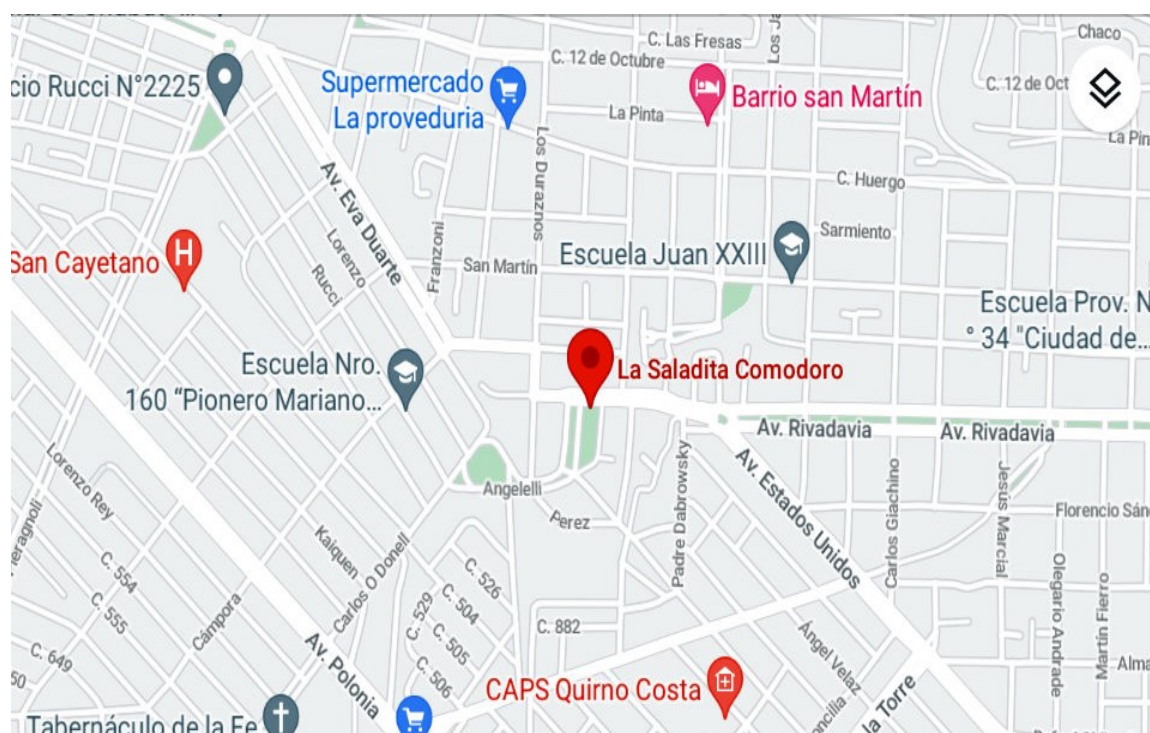 C. Las Fresas
Chaco
C. 12 de Octubre
cio Rucci N°2225
Supermercado
La proveduria
Barrio san Martín
C. 12 de Oct
La Pinta
La Pin
Los Duraznos
Av. Eva Duarte
C. Huergo
Lorenzo
Rucci
Franzoni
San Martín
Escuela Juan XXIII
Sarmiento
San Cayetano
H
Escuela Prov. N
° 34 "Ciudad de...
Escuela Nro.
160 “Pionero Mariano...
La Saladita Comodoro
Av. Rivadavia
Av. Rivadavia
Lorenzo Rey
Angelelli
Perez
Padre Dabrowsky
Av. Estados Unidos
Carlos Giachino
Jesús Marcial
Florencio Sán
Kaiquen
Carlos O Donell
C. 554
C. 555
C. 526
C. 504
C. 529
C. 505
C. 506
C. 882
Cámpora
C. 649
50
Av. Polonia
CAPS Quirno Costa
Ángel Velaz
la Torre
Olegario Andrade
Martín Fierro
Alma
Tabernáculo de la Fe